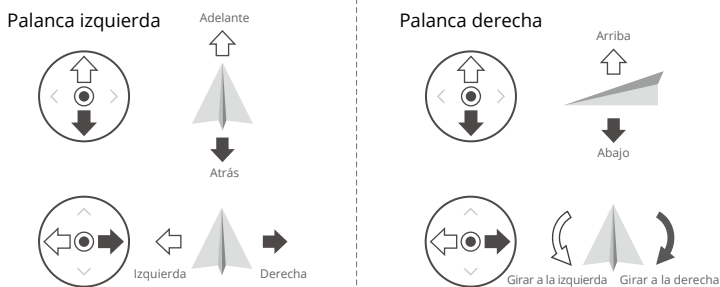 Palanca izquierda
Adelante
Atrás
Izquierda
Derecha
Palanca derecha
Arriba
Abajo
Girar a la izquierda
Girar a la derecha